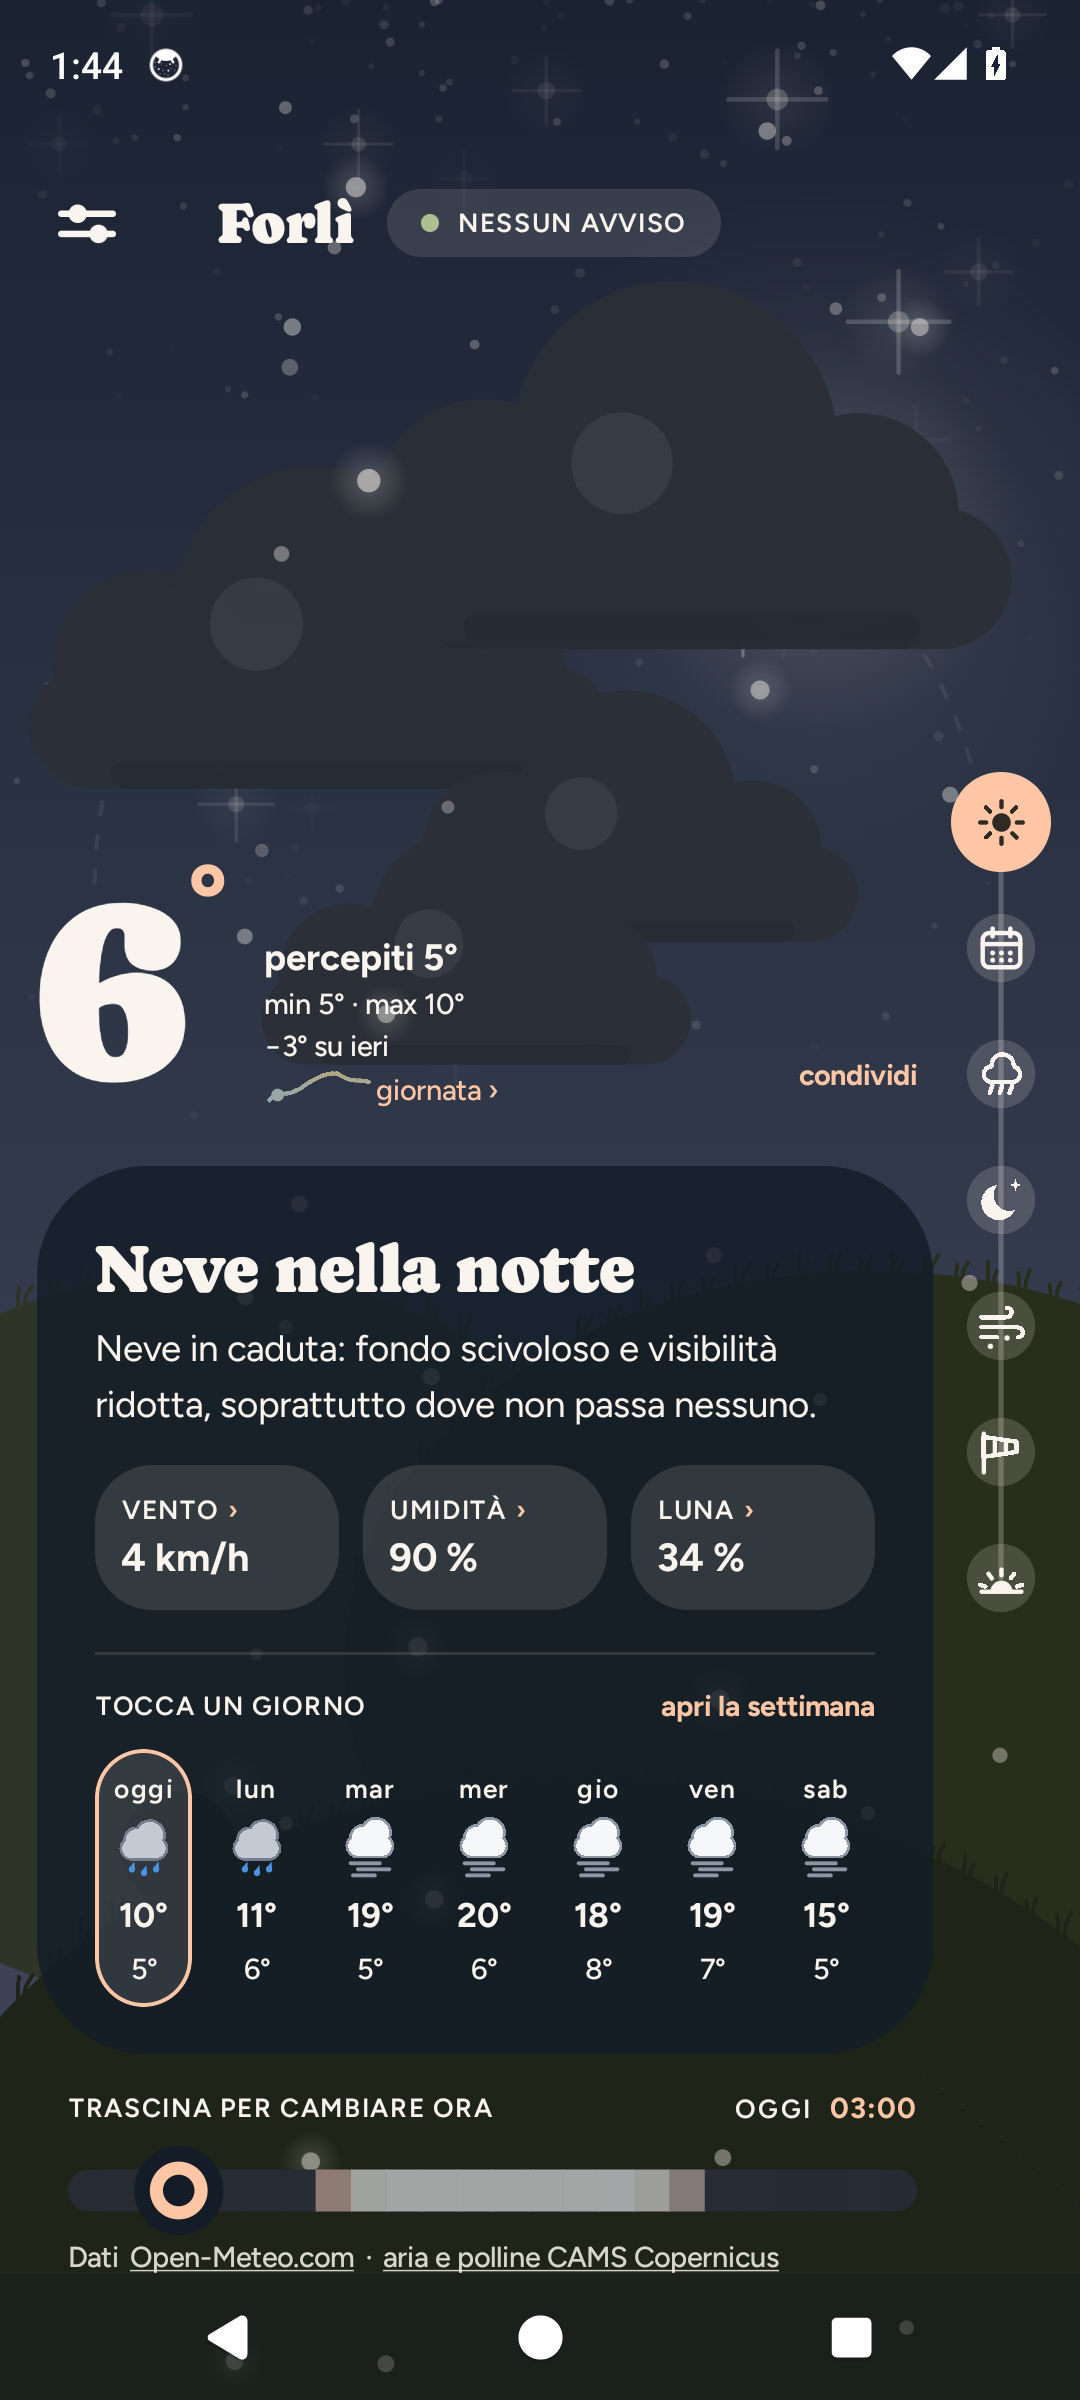 1:44
Forlì
NESSUN AVVISO
6°
percepiti 5°
min 5° · max 10°
−3° su ieri
giornata ›
condividi
Neve nella notte
Neve in caduta: fondo scivoloso e visibilità
ridotta, soprattutto dove non passa nessuno.
VENTO › UMIDITÀ › LUNA ›
4 km/h 90 % 34 %
TOCCA UN GIORNO apri la settimana
oggi lun mar mer gio ven sab
10° 11° 19° 20° 18° 19° 15°
5° 6° 5° 6° 8° 7° 5°
TRASCINA PER CAMBIARE ORA OGGI 03:00
Dati Open-Meteo.com · aria e polline CAMS Copernicus